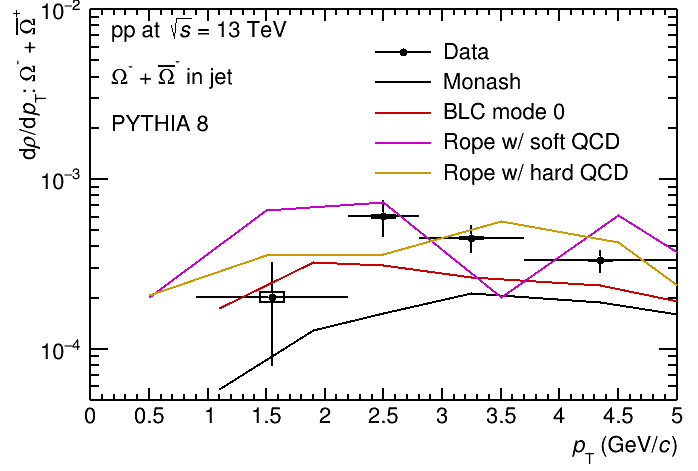 10⁻²
pp at √s = 13 TeV
Ω⁻ + Ω̅⁻ in jet
PYTHIA 8
Data
Monash
BLC mode 0
Rope w/ soft QCD
Rope w/ hard QCD
dρ/dp_T: Ω⁻ + Ω̅⁺
10⁻³
10⁻⁴
0 0.5 1 1.5 2 2.5 3 3.5 4 4.5 5
p_T (GeV/c)